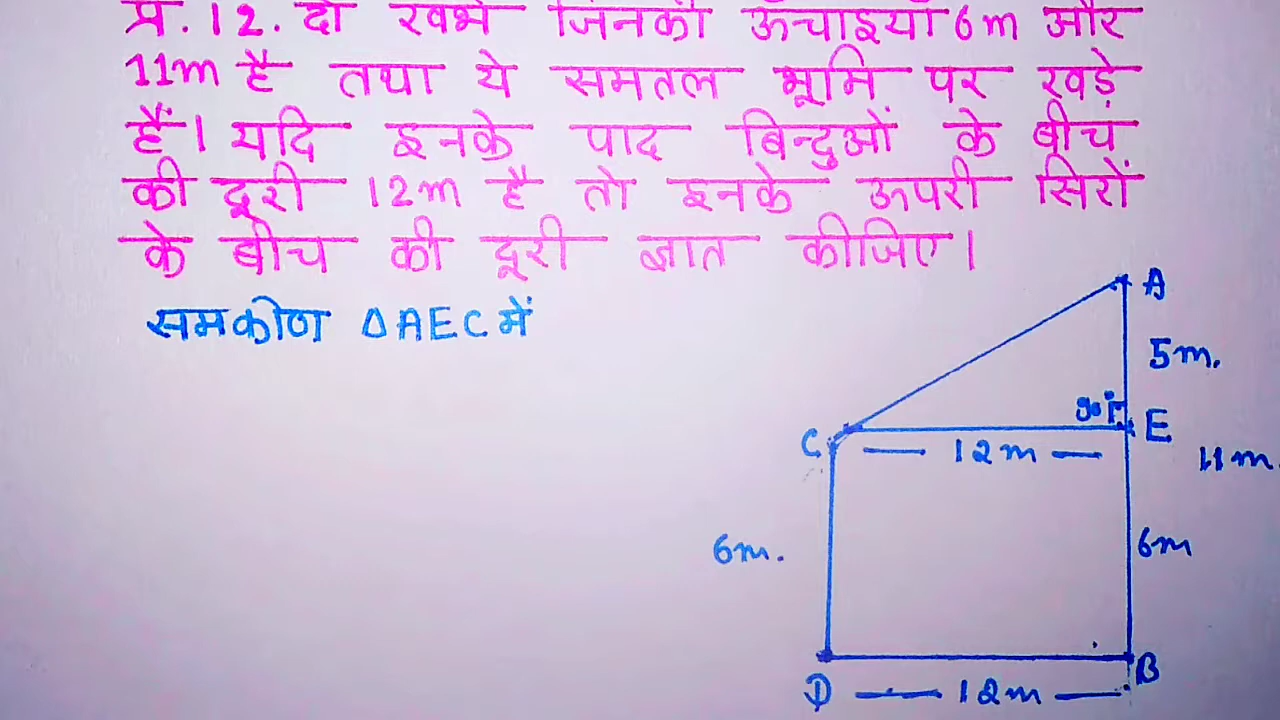 प्र.12. दो खंभे जिनकी ऊँचाइयाँ 6m और
11m है तथा ये समतल भूमि पर खड़े
हैं। यदि इनके पाद बिन्दुओं के बीच
की दूरी 12m है तो इनके ऊपरी सिरों
के बीच की दूरी ज्ञात कीजिए।
समकोण ΔAEC में
A
5m.
90°
E
C
12m
11m.
6m.
6m
B
D
12m